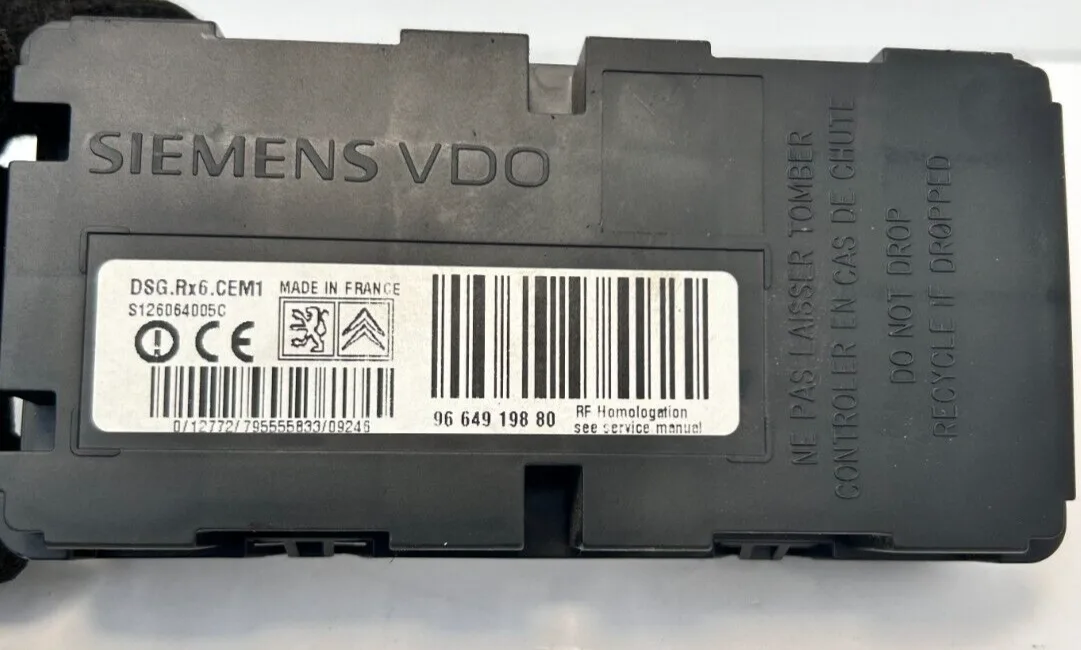 SIEMENS VDO
DSG.Rx6.CEM1 MADE IN FRANCE
S126064005C
CE
0/12772/795555833/09246
96 649 198 80
RF Homologation
see service manual
NE PAS LAISSER TOMBER
CONTROLER EN CAS DE CHUTE
DO NOT DROP
RECYCLE IF DROPPED